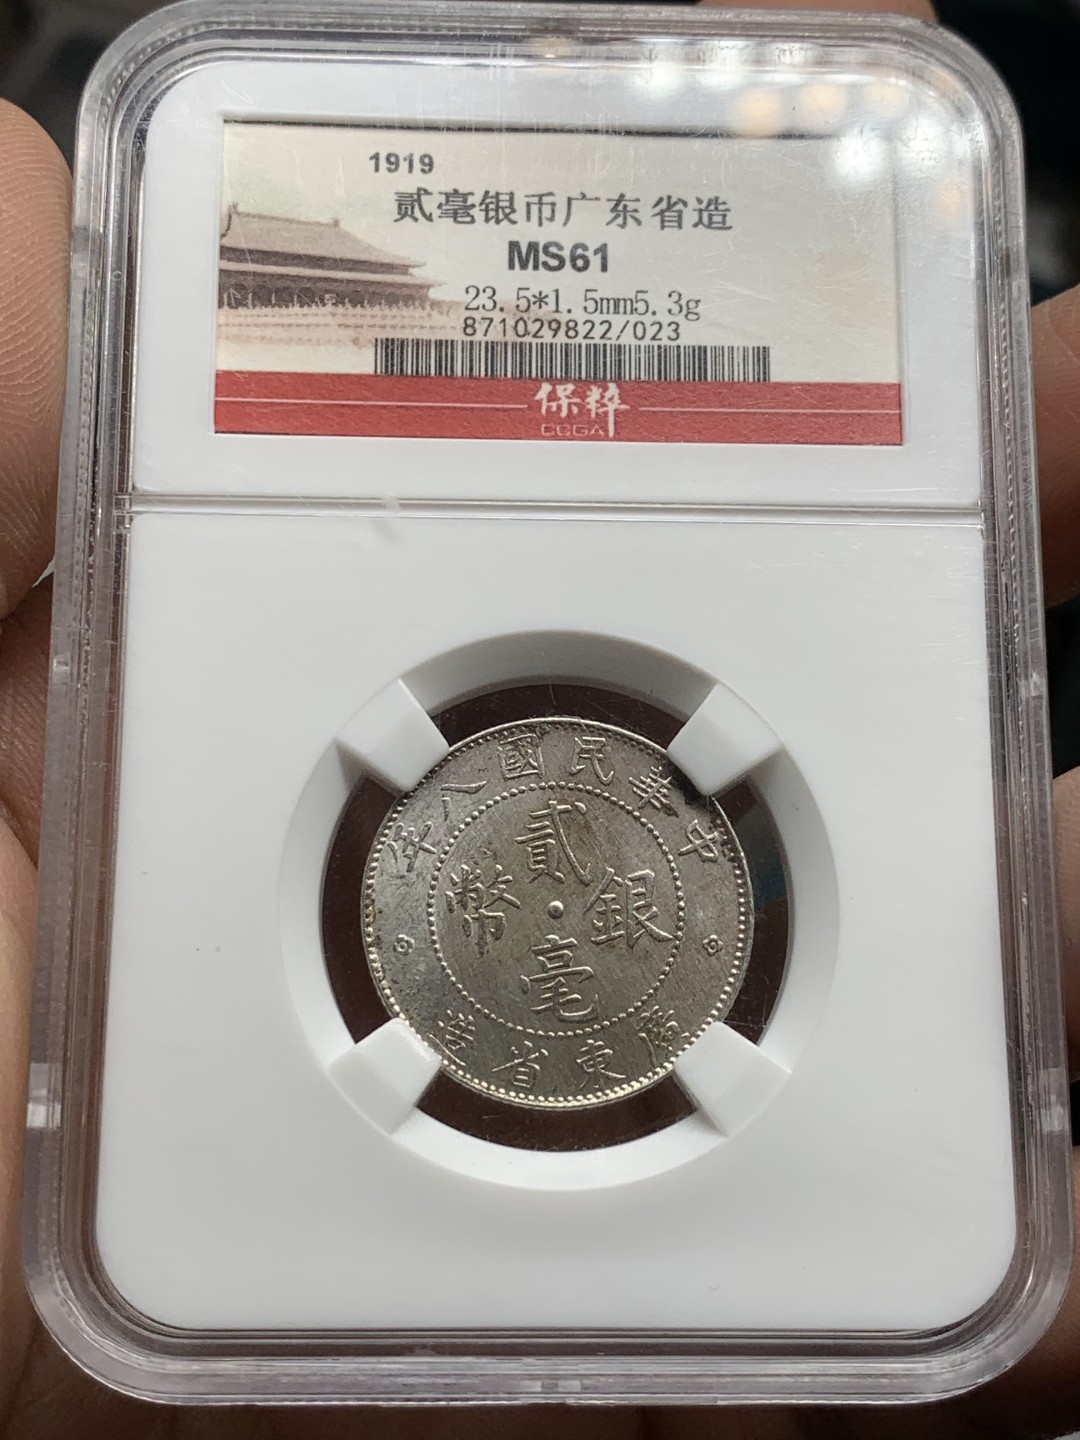 1919
贰毫银币广东省造
MS61
23.5*1.5mm5.3g
871029822/023
保粹
CCGA
中華民國八年
貳毫銀幣
廣東省造